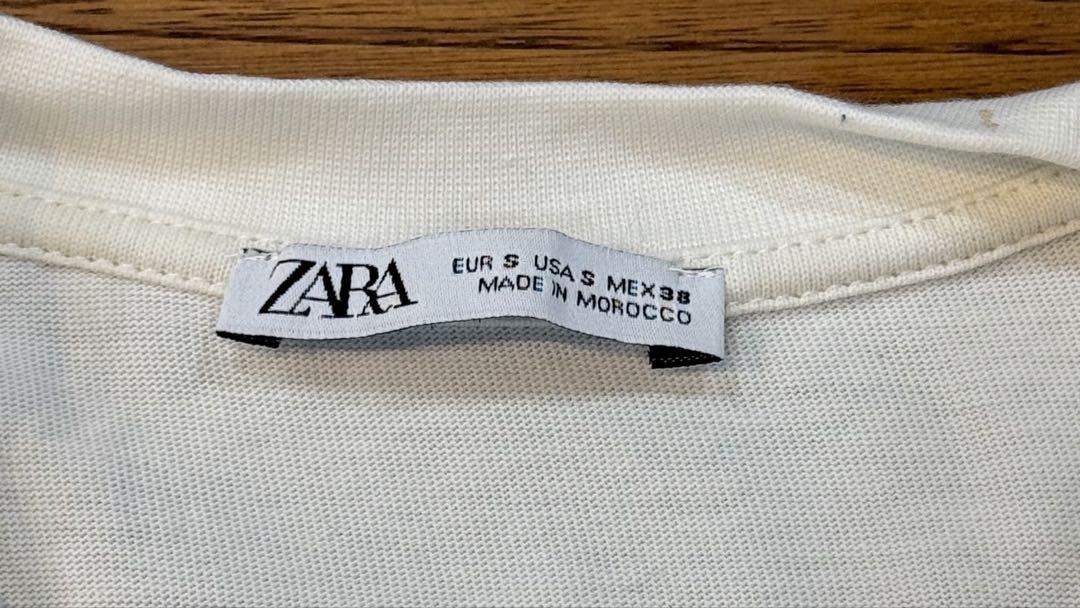 ZARA
EUR S USA S MEX 38
MADE IN MOROCCO